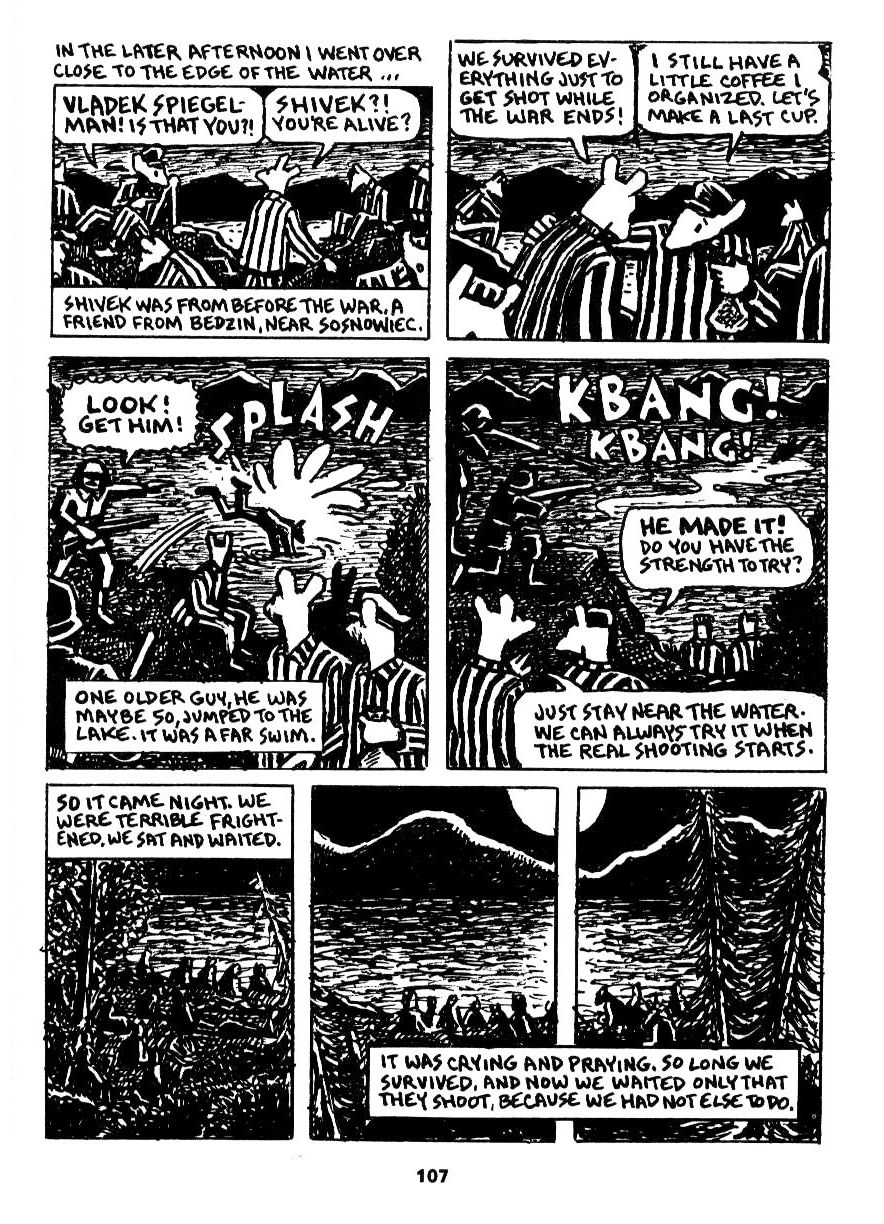 IN THE LATER AFTERNOON I WENT OVER
CLOSE TO THE EDGE OF THE WATER ...
VLADEK SPIEGEL-
MAN! IS THAT YOU?!
SHIVEK?!
YOU'RE ALIVE?
SHIVEK WAS FROM BEFORE THE WAR, A
FRIEND FROM BEDZIN, NEAR SOSNOWIEC.
WE SURVIVED EV-
ERYTHING JUST TO
GET SHOT WHILE
THE WAR ENDS!
I STILL HAVE A
LITTLE COFFEE I
ORGANIZED. LET'S
MAKE A LAST CUP.
LOOK!
GET HIM!
SPLASH
ONE OLDER GUY, HE WAS
MAYBE 50, JUMPED TO THE
LAKE. IT WAS A FAR SWIM.
KBANG!
KBANG!
HE MADE IT!
DO YOU HAVE THE
STRENGTH TO TRY?
JUST STAY NEAR THE WATER.
WE CAN ALWAYS TRY IT WHEN
THE REAL SHOOTING STARTS.
SO IT CAME NIGHT. WE
WERE TERRIBLE FRIGHT-
ENED. WE SAT AND WAITED.
IT WAS CRYING AND PRAYING. SO LONG WE
SURVIVED, AND NOW WE WAITED ONLY THAT
THEY SHOOT, BECAUSE WE HAD NOT ELSE TO DO.
107